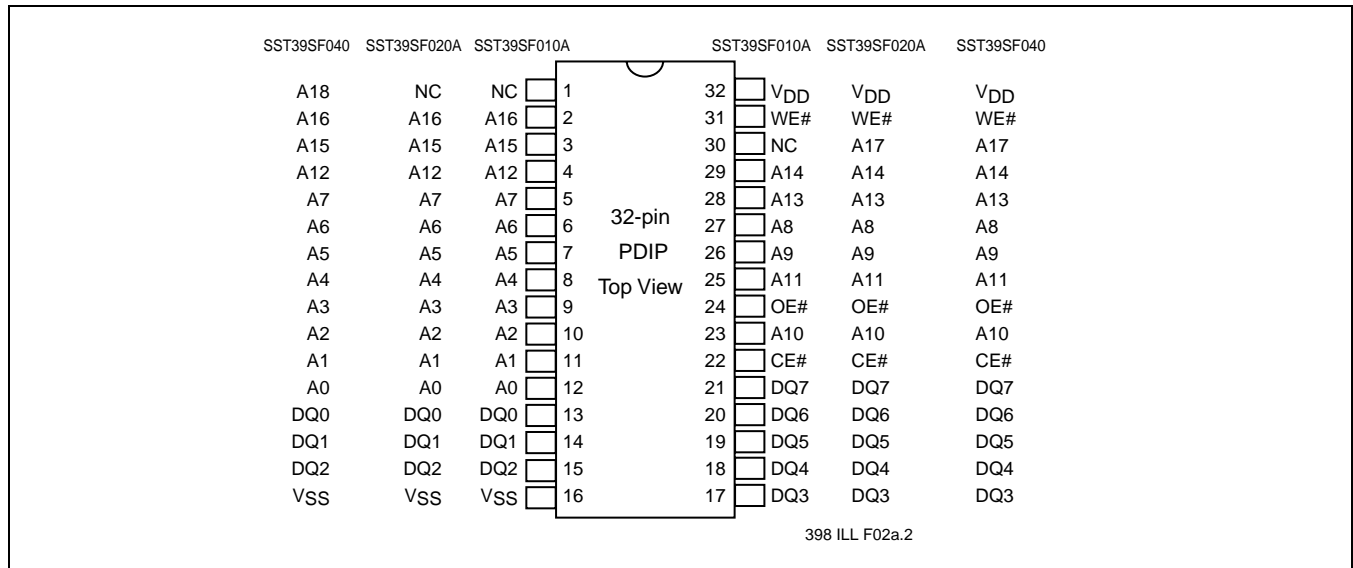 SST39SF040 SST39SF020A SST39SF010A SST39SF010A SST39SF020A SST39SF040
A18 NC NC 1 32 VDD VDD VDD
A16 A16 A16 2 31 WE# WE# WE#
A15 A15 A15 3 30 NC A17 A17
A12 A12 A12 4 29 A14 A14 A14
A7 A7 A7 5 28 A13 A13 A13
A6 A6 A6 6 32-pin 27 A8 A8 A8
A5 A5 A5 7 PDIP 26 A9 A9 A9
A4 A4 A4 8 Top View 25 A11 A11 A11
A3 A3 A3 9 24 OE# OE# OE#
A2 A2 A2 10 23 A10 A10 A10
A1 A1 A1 11 22 CE# CE# CE#
A0 A0 A0 12 21 DQ7 DQ7 DQ7
DQ0 DQ0 DQ0 13 20 DQ6 DQ6 DQ6
DQ1 DQ1 DQ1 14 19 DQ5 DQ5 DQ5
DQ2 DQ2 DQ2 15 18 DQ4 DQ4 DQ4
VSS VSS VSS 16 17 DQ3 DQ3 DQ3
398 ILL F02a.2